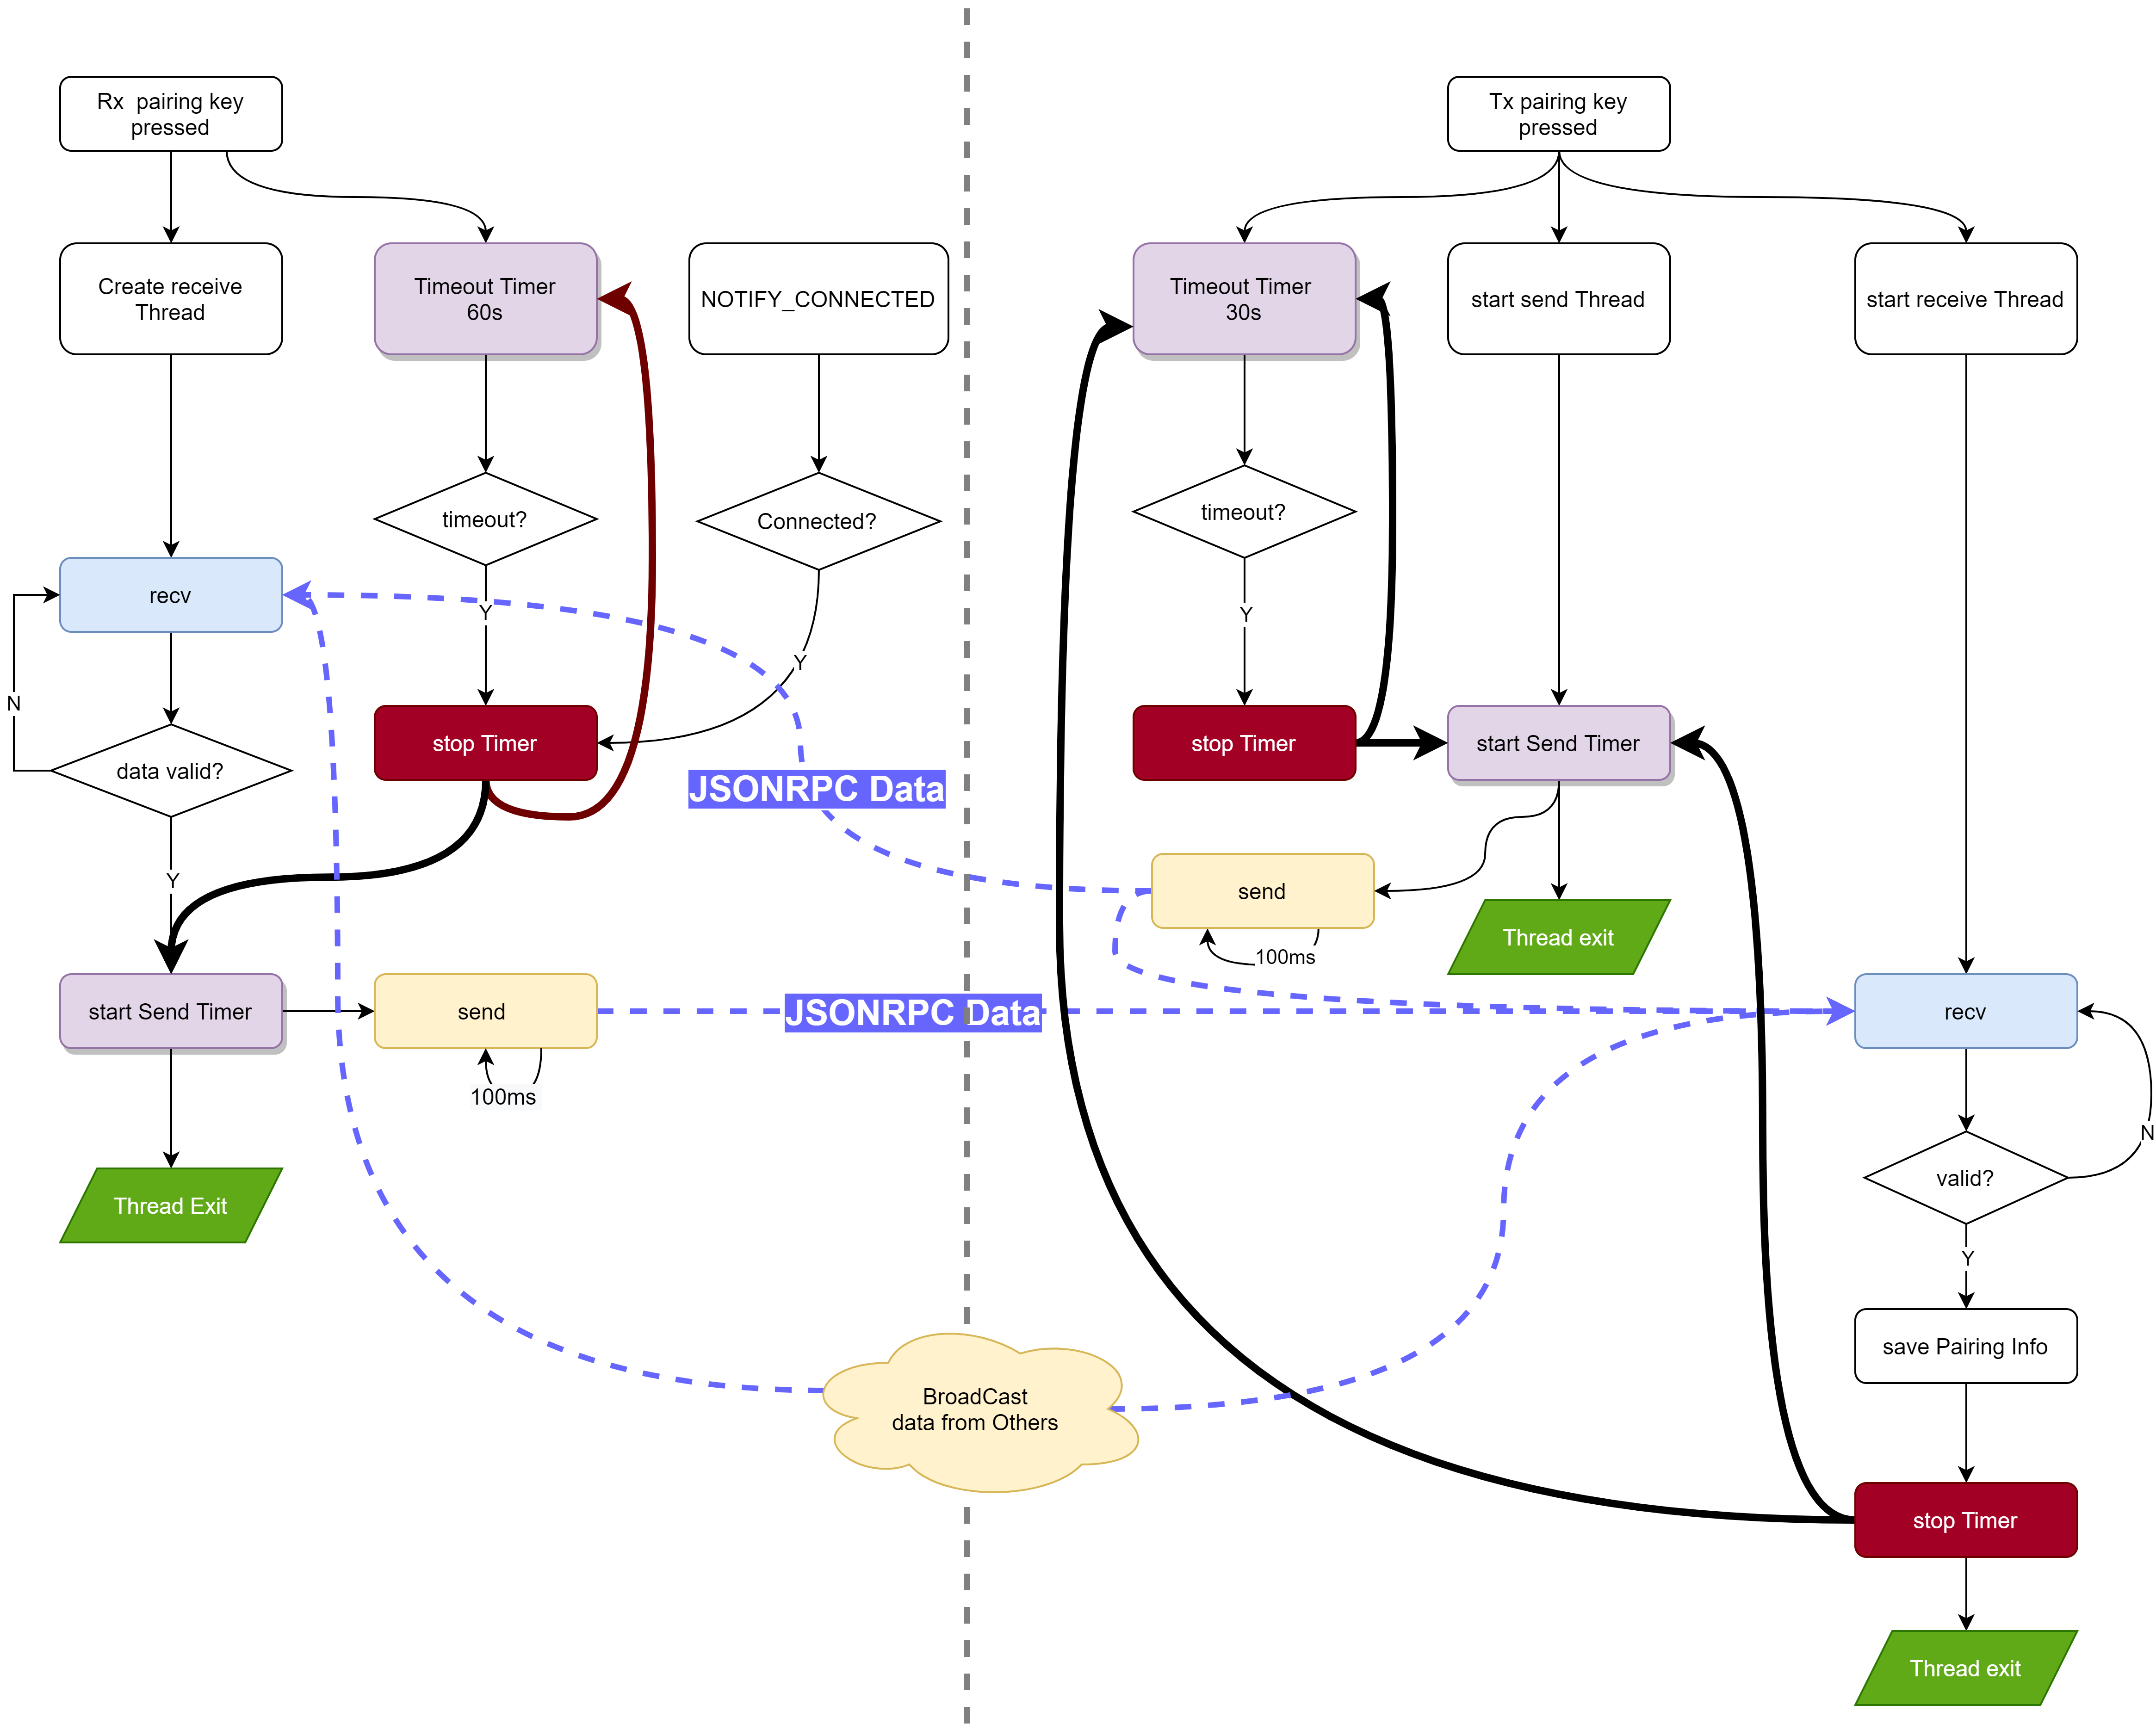 Rx  pairing key
pressed
Tx pairing key
pressed
Create receive
Thread
Timeout Timer
60s
NOTIFY_CONNECTED
Timeout Timer
30s
start send Thread
start receive Thread
timeout?
Connected?
timeout?
recv
Y
Y
Y
N
data valid?
stop Timer
JSONRPC Data
stop Timer
start Send Timer
Y
send
100ms
Thread exit
start Send Timer
send
100ms
JSONRPC Data
recv
N
valid?
Y
Thread Exit
save Pairing Info
BroadCast
data from Others
stop Timer
Thread exit